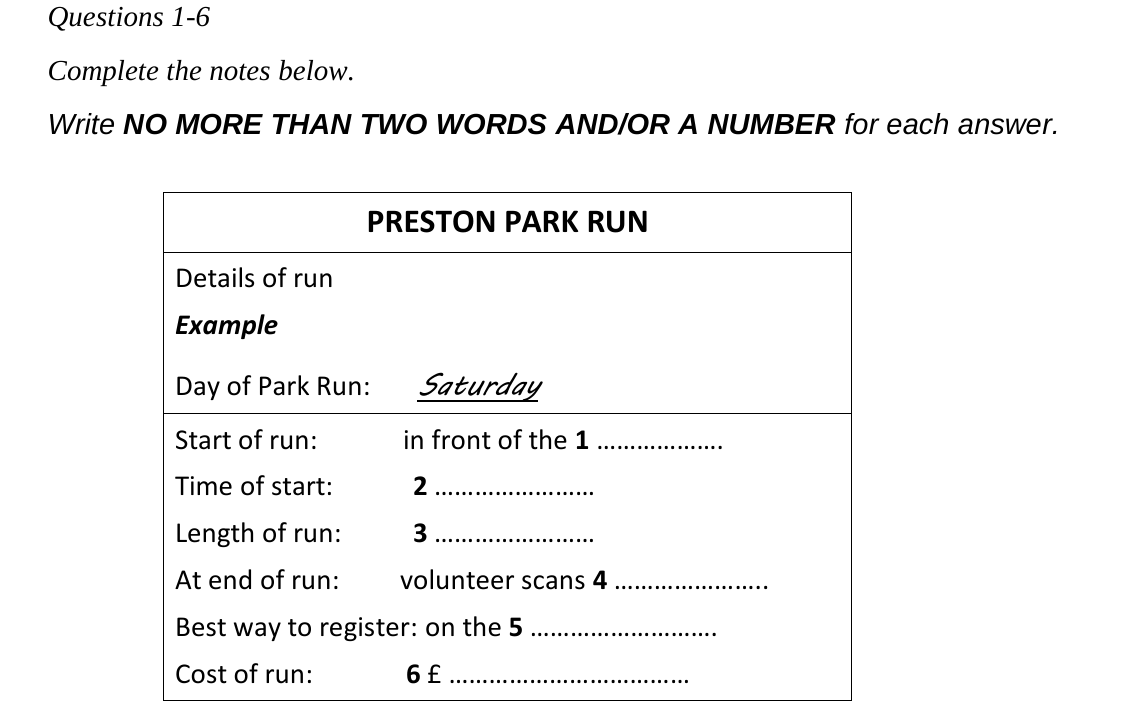 Questions 1-6
Complete the notes below.
Write NO MORE THAN TWO WORDS AND/OR A NUMBER for each answer.
PRESTON PARK RUN
Details of run
Example
Day of Park Run: Saturday
Start of run: in front of the 1 ……………….
Time of start: 2 ……………………
Length of run: 3 ……………………
At end of run: volunteer scans 4 …………………..
Best way to register: on the 5 ……………………….
Cost of run: 6 £ ………………………………